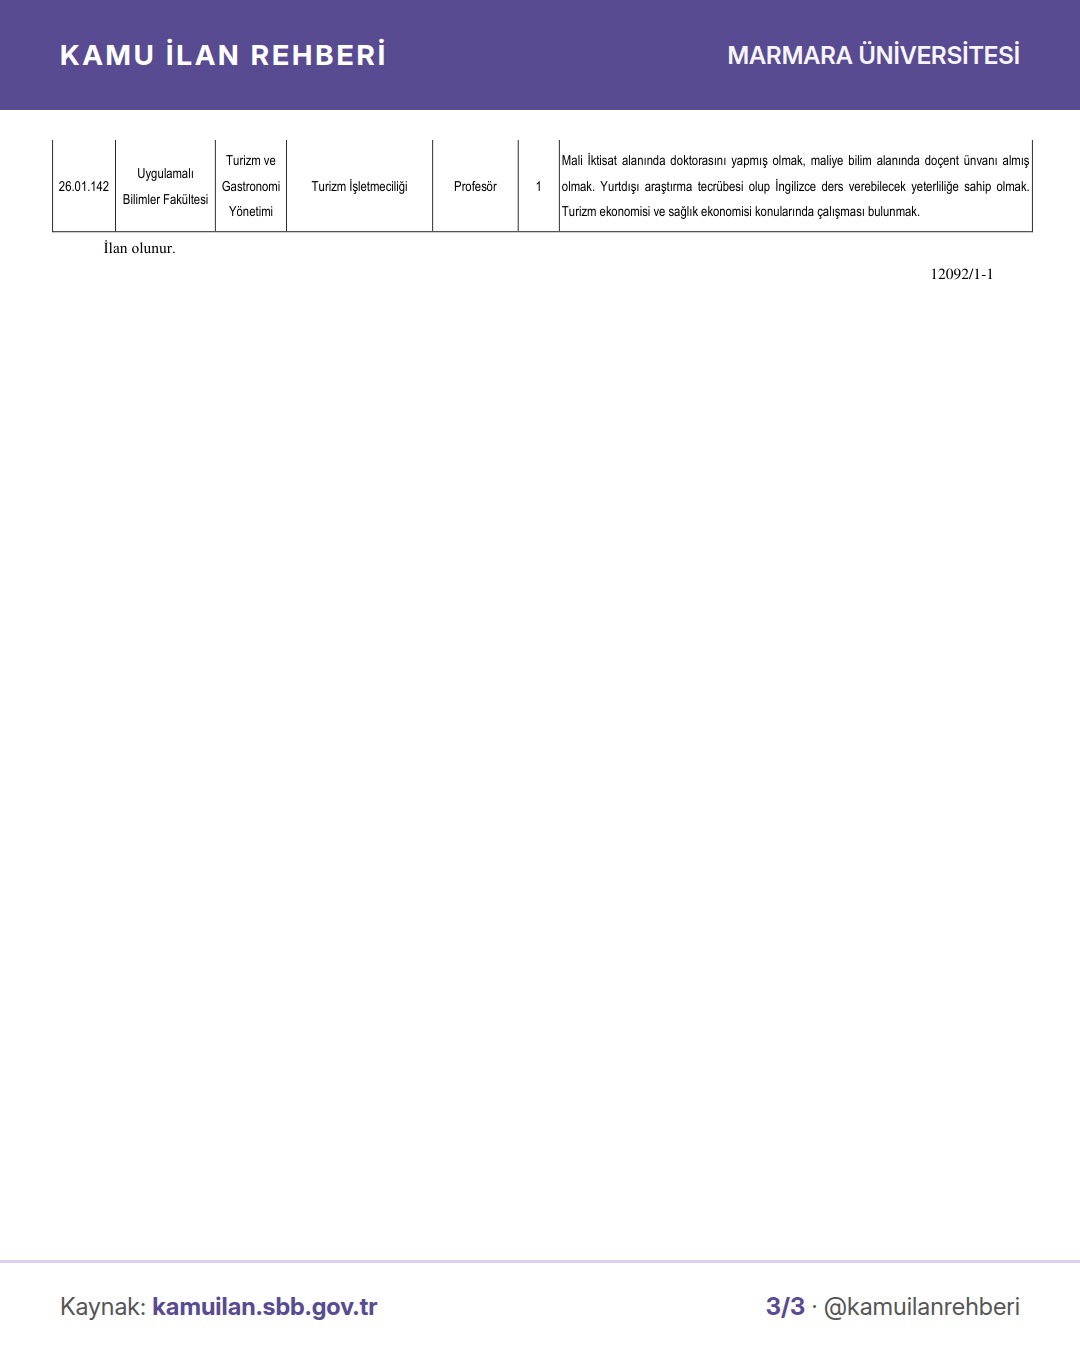 KAMU İLAN REHBERİ
MARMARA ÜNİVERSİTESİ
26.01.142
Uygulamalı
Bilimler Fakültesi
Turizm ve
Gastronomi
Yönetimi
Turizm İşletmeciliği
Profesör
1
Mali İktisat alanında doktorasını yapmış olmak, maliye bilim alanında doçent ünvanı almış
olmak. Yurtdışı araştırma tecrübesi olup İngilizce ders verebilecek yeterliliğe sahip olmak.
Turizm ekonomisi ve sağlık ekonomisi konularında çalışması bulunmak.
İlan olunur.
12092/1-1
Kaynak: kamuilan.sbb.gov.tr
3/3 · @kamuilanrehberi